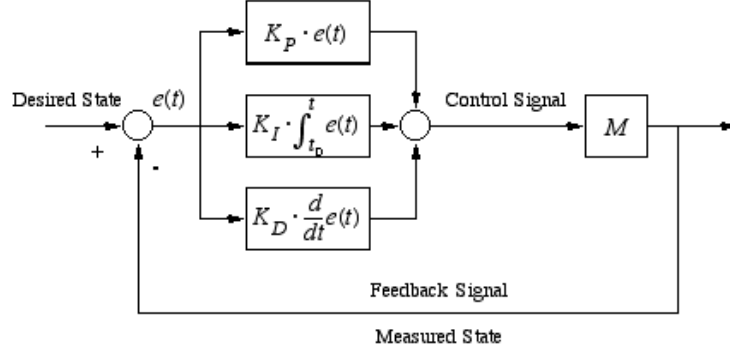 K_P · e(t)
Desired State
e(t)
K_I · ∫_{t_0}^{t} e(t)
Control Signal
M
+
-
K_D · d/dt e(t)
Feedback Signal
Measured State